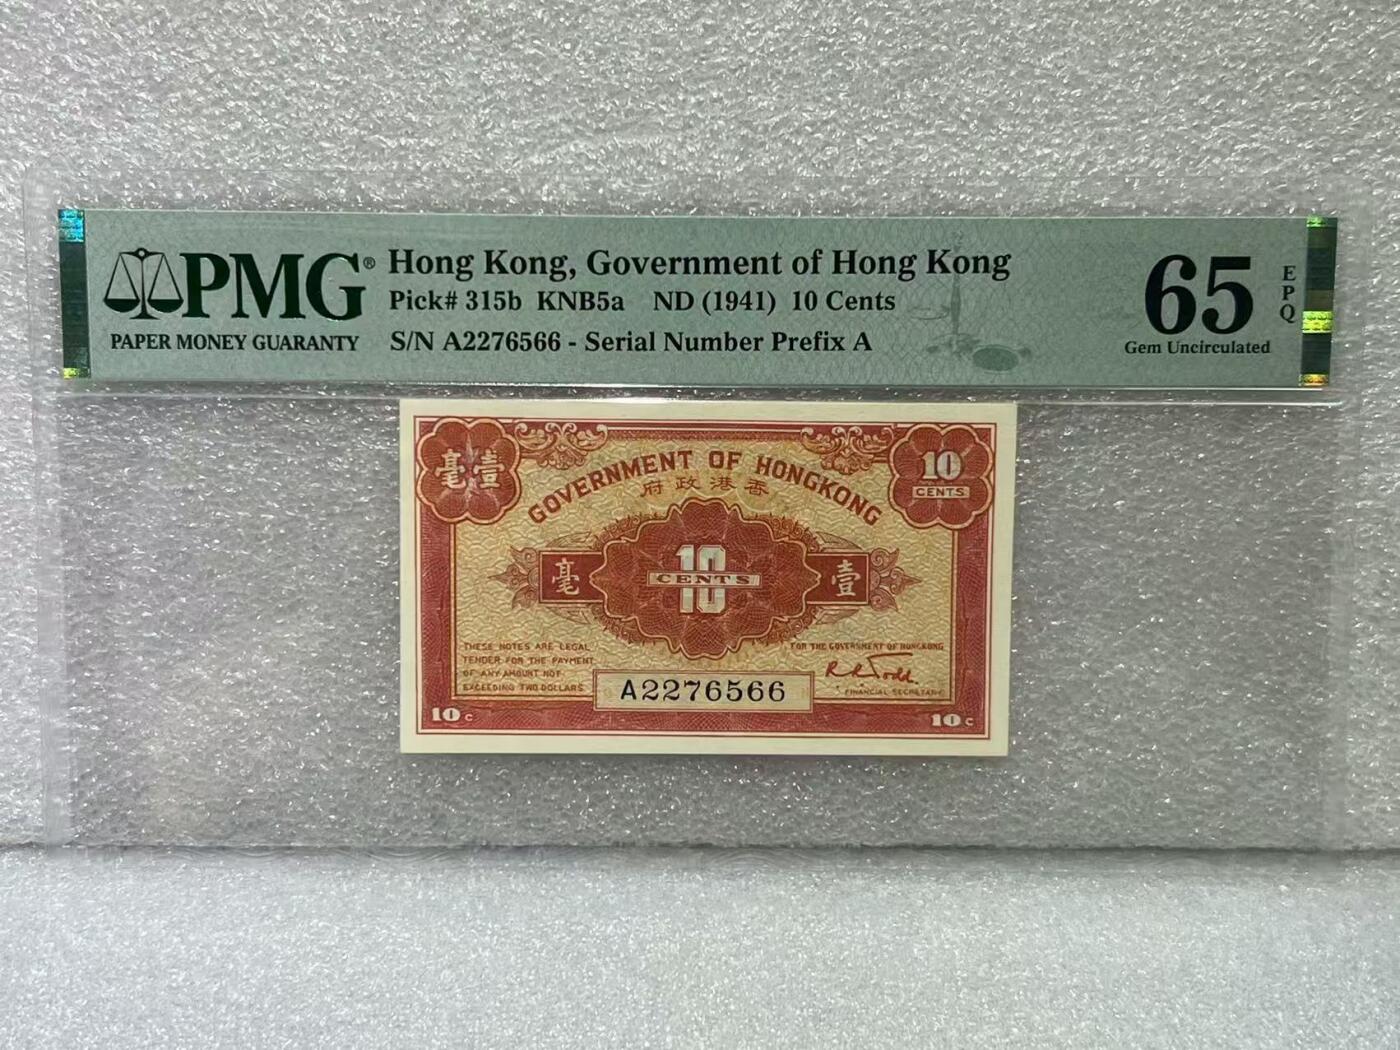 PMG®
PAPER MONEY GUARANTY
Hong Kong, Government of Hong Kong
Pick# 315b KNB5a ND (1941) 10 Cents
S/N A2276566 - Serial Number Prefix A
65
EPQ
Gem Uncirculated
毫壹
GOVERNMENT OF HONGKONG
府政港香
10
CENTS
毫
10
CENTS
壹
THESE NOTES ARE LEGAL
TENDER FOR THE PAYMENT
OF ANY AMOUNT NOT
EXCEEDING TWO DOLLARS
FOR THE GOVERNMENT OF HONGKONG
R R Todd.
FINANCIAL SECRETARY
A2276566
10 C
10 C